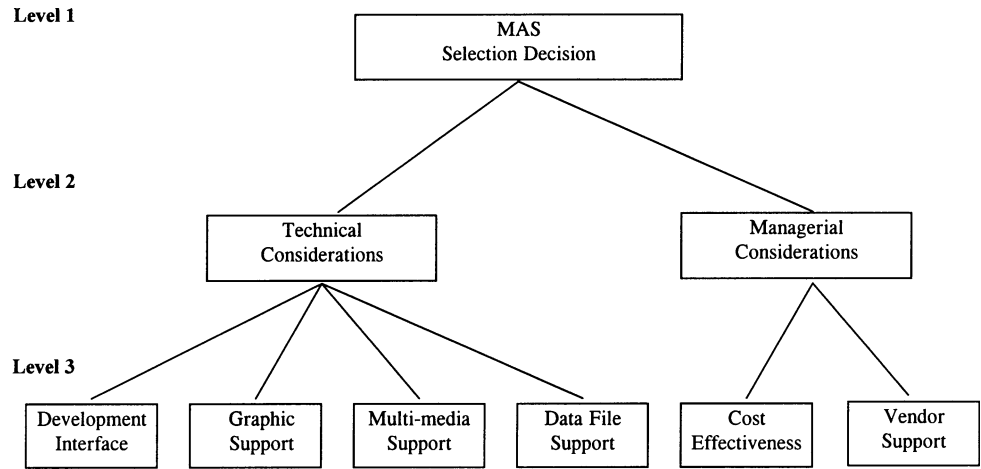 Level 1
MAS
Selection Decision
Level 2
Technical
Considerations
Managerial
Considerations
Level 3
Development
Interface
Graphic
Support
Multi-media
Support
Data File
Support
Cost
Effectiveness
Vendor
Support